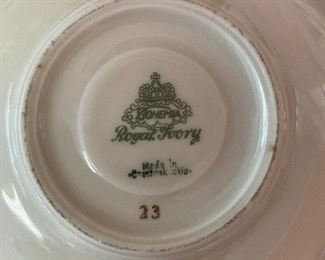 BOHEMIA
Royal Ivory
Made in
Czechoslovakia
23